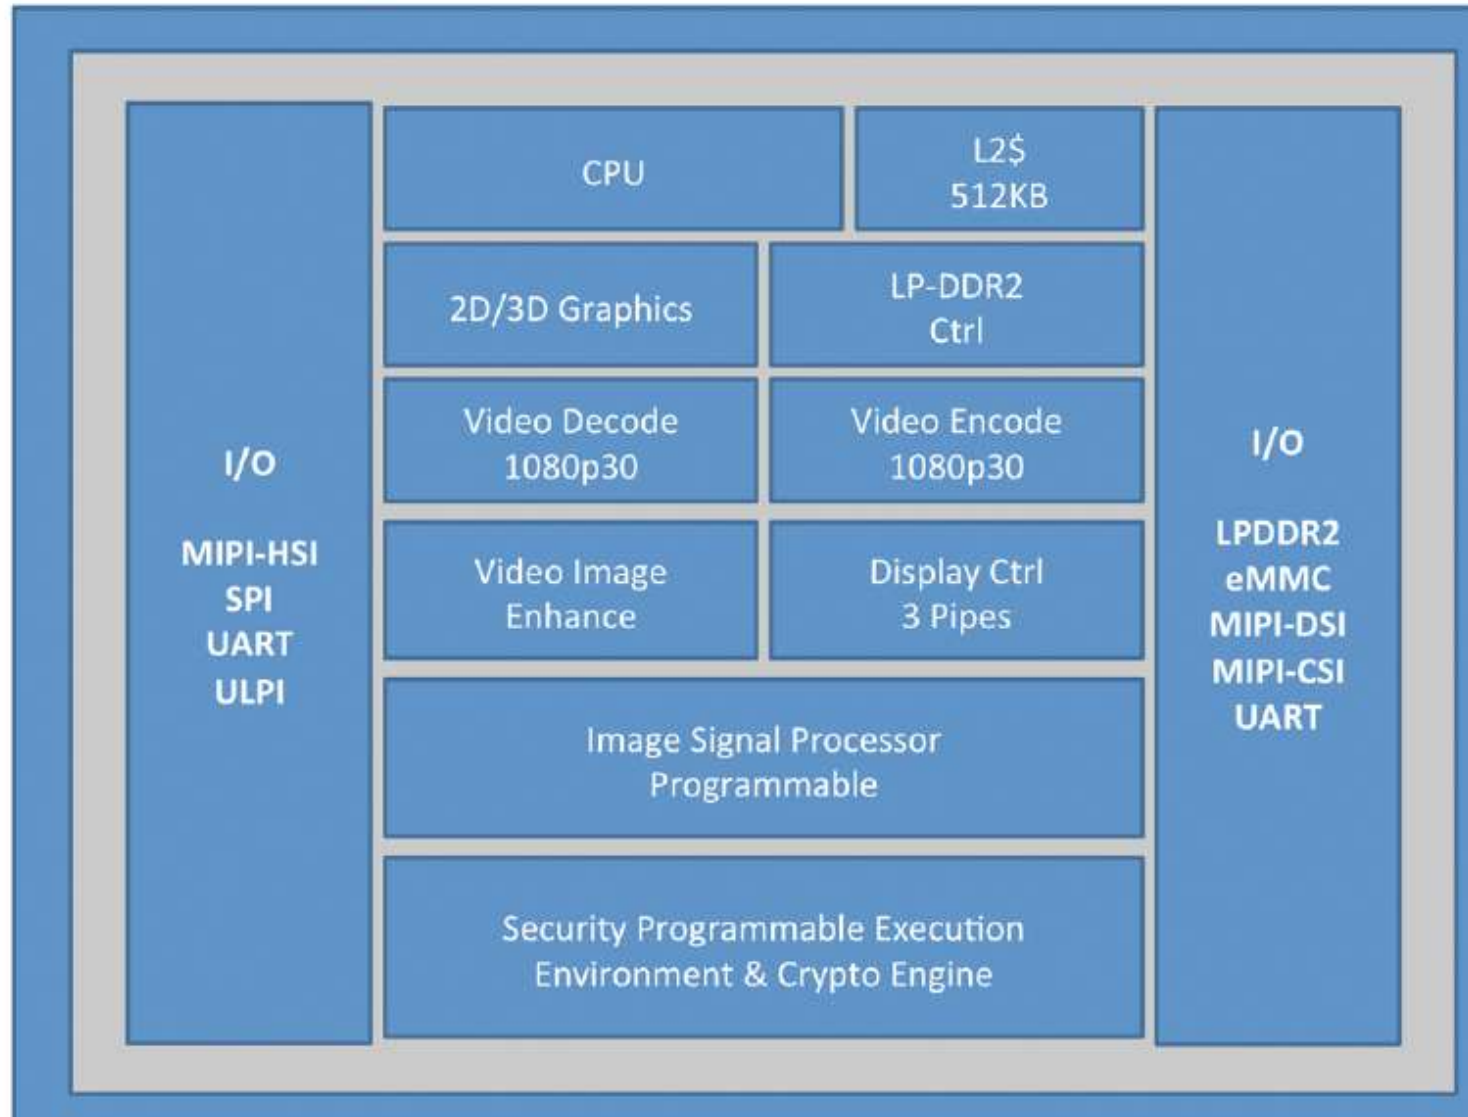 I/O
MIPI-HSI
SPI
UART
ULPI
CPU
L2$
512KB
2D/3D Graphics
LP-DDR2
Ctrl
Video Decode
1080p30
Video Encode
1080p30
Video Image
Enhance
Display Ctrl
3 Pipes
Image Signal Processor
Programmable
Security Programmable Execution
Environment & Crypto Engine
I/O
LPDDR2
eMMC
MIPI-DSI
MIPI-CSI
UART